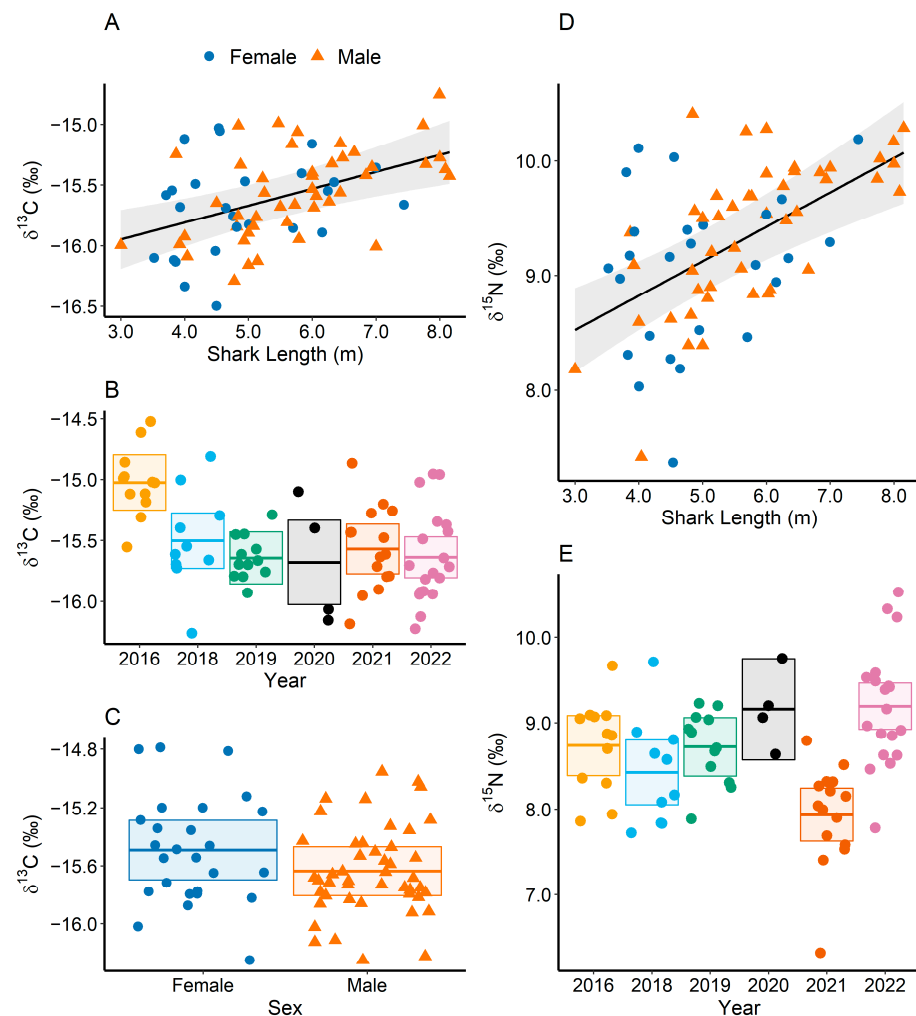 A
Female Male
δ13C (‰)
−15.0
−15.5
−16.0
−16.5
3.0 4.0 5.0 6.0 7.0 8.0
Shark Length (m)
B
δ13C (‰)
−14.5
−15.0
−15.5
−16.0
2016 2018 2019 2020 2021 2022
Year
C
δ13C (‰)
−14.8
−15.2
−15.6
−16.0
Female Male
Sex
D
δ15N (‰)
10.0
9.0
8.0
3.0 4.0 5.0 6.0 7.0 8.0
Shark Length (m)
E
δ15N (‰)
10.0
9.0
8.0
7.0
2016 2018 2019 2020 2021 2022
Year